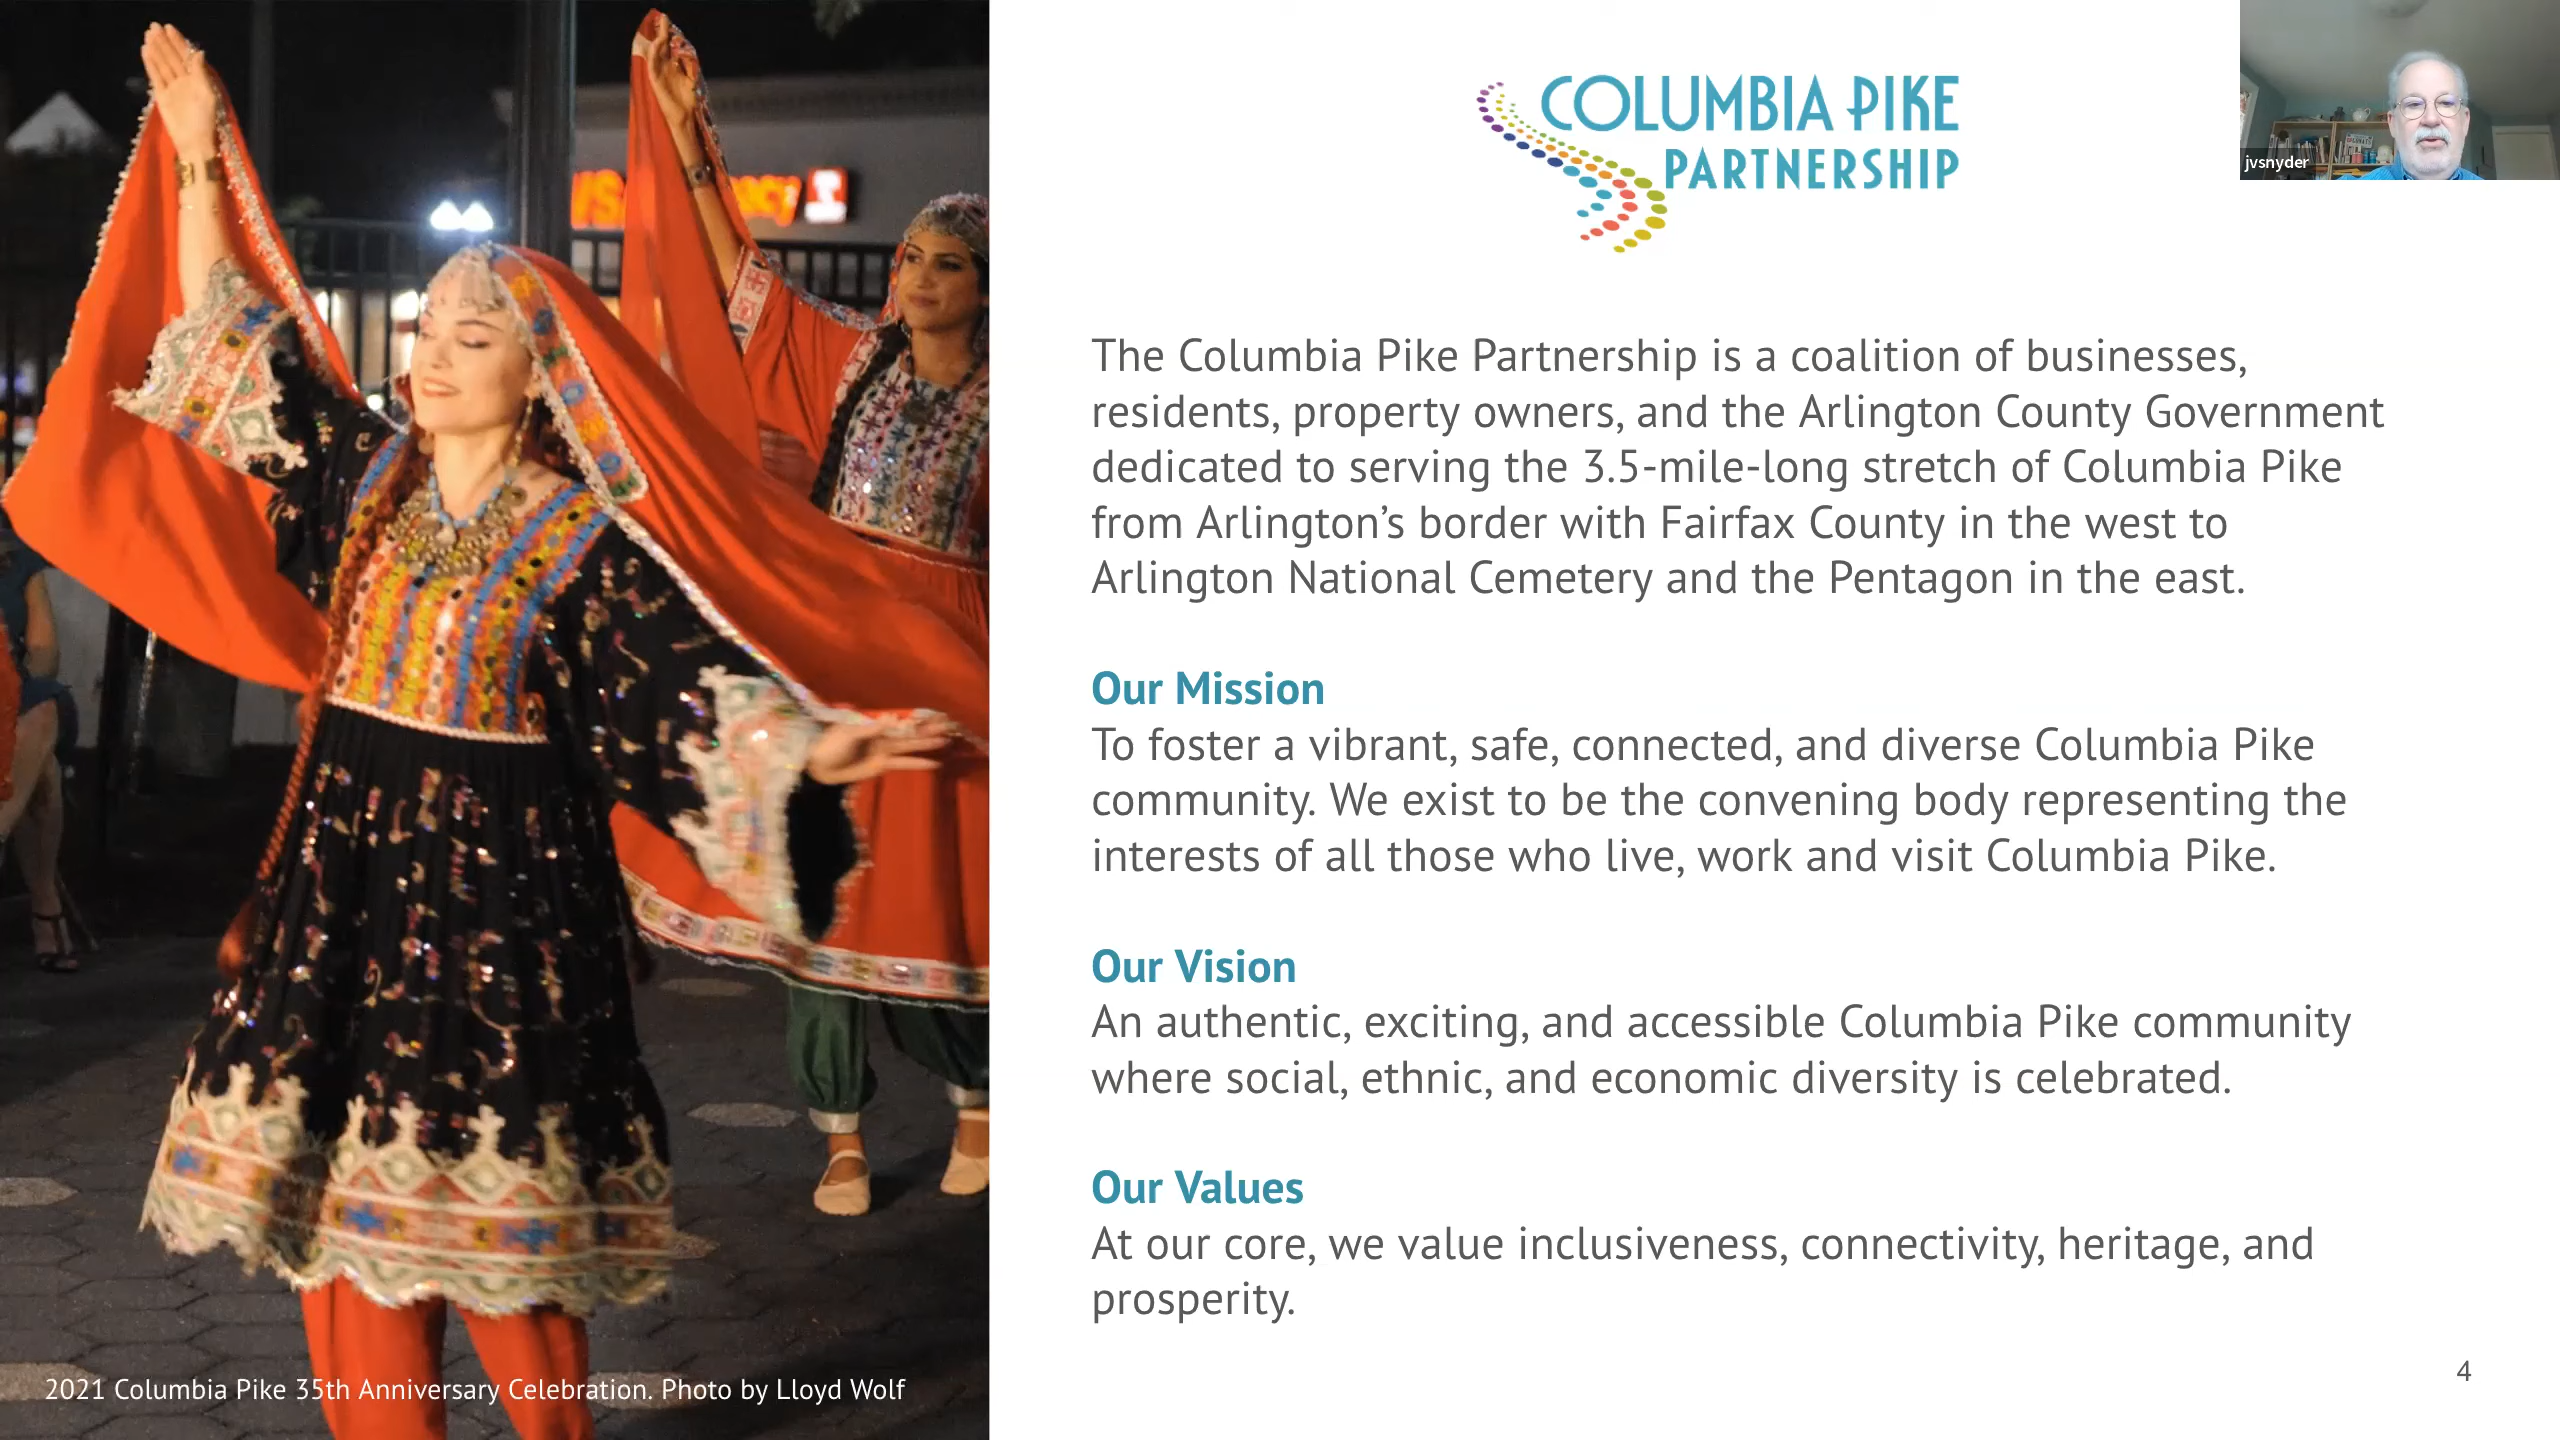 COLUMBIA PIKE
PARTNERSHIP
jvsnyder
The Columbia Pike Partnership is a coalition of businesses,
residents, property owners, and the Arlington County Government
dedicated to serving the 3.5-mile-long stretch of Columbia Pike
from Arlington’s border with Fairfax County in the west to
Arlington National Cemetery and the Pentagon in the east.
Our Mission
To foster a vibrant, safe, connected, and diverse Columbia Pike
community. We exist to be the convening body representing the
interests of all those who live, work and visit Columbia Pike.
Our Vision
An authentic, exciting, and accessible Columbia Pike community
where social, ethnic, and economic diversity is celebrated.
Our Values
At our core, we value inclusiveness, connectivity, heritage, and
prosperity.
2021 Columbia Pike 35th Anniversary Celebration. Photo by Lloyd Wolf
4